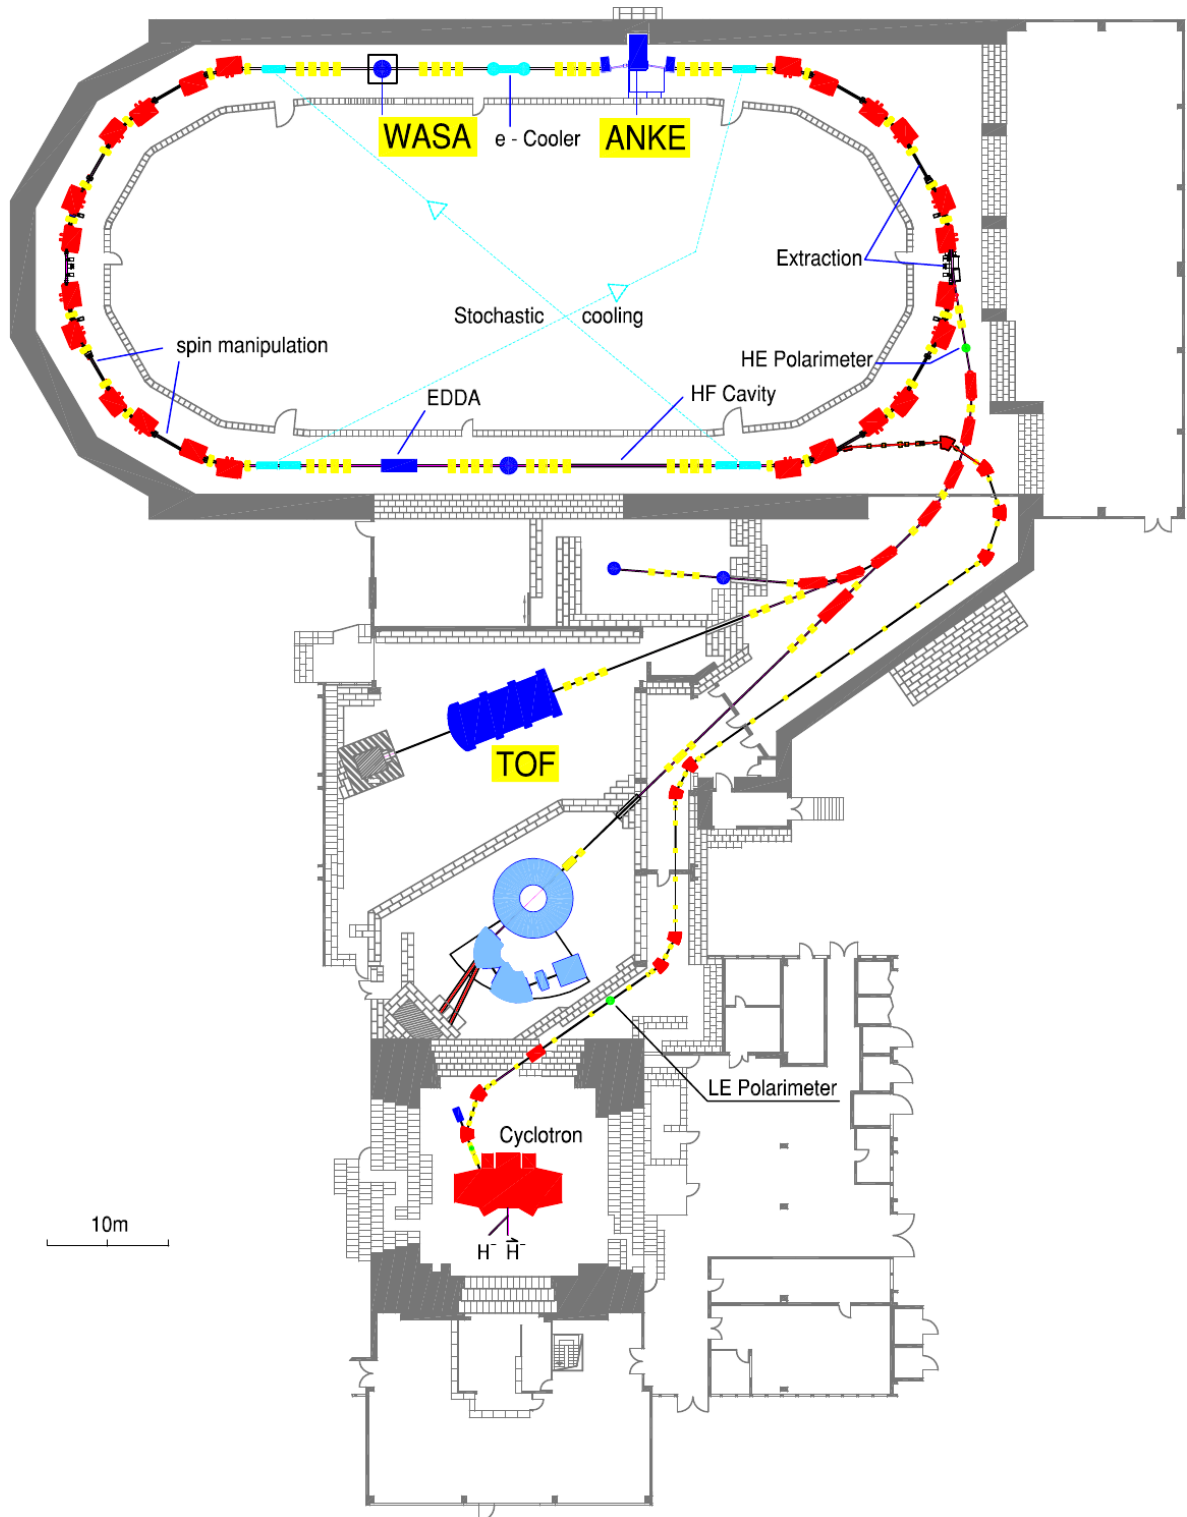 WASA
e - Cooler
ANKE
Extraction
Stochastic cooling
spin manipulation
HE Polarimeter
EDDA
HF Cavity
TOF
LE Polarimeter
Cyclotron
10m
H⁻ H⃗⁻